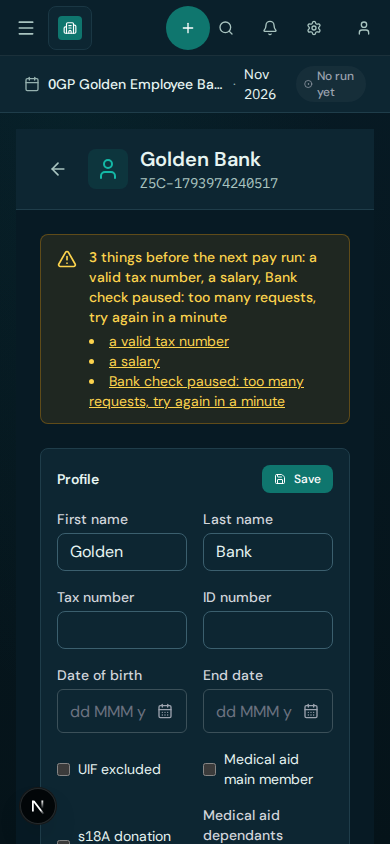 0GP Golden Employee Ba… · Nov 2026
No run yet
Golden Bank
Z5C-1793974240517
3 things before the next pay run: a
valid tax number, a salary, Bank
check paused: too many requests,
try again in a minute
• a valid tax number
• a salary
• Bank check paused: too many
requests, try again in a minute
Profile
Save
First name
Last name
Golden
Bank
Tax number
ID number
Date of birth
End date
dd MMM y
dd MMM y
UIF excluded
Medical aid
main member
s18A donation
Medical aid
dependants
N